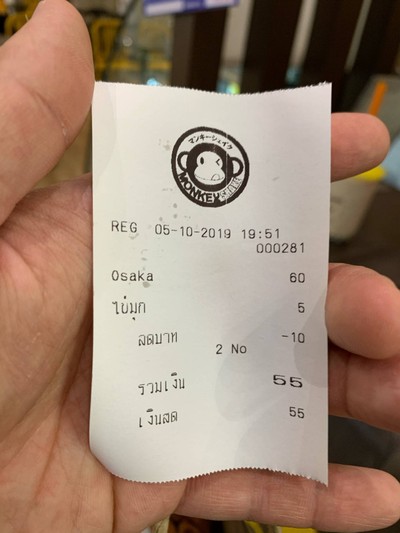 マンキーシェイク
MONKEY SHAKE
REG 05-10-2019 19:51
000281
Osaka 60
ไข่มุก 5
ลดบาท -10
2 No
รวมเงิน 55
เงินสด 55